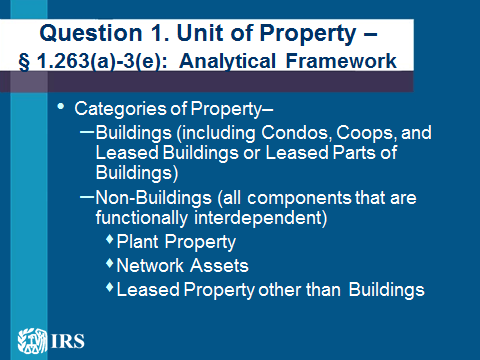 Question 1. Unit of Property –
§ 1.263(a)-3(e): Analytical Framework
• Categories of Property–
–Buildings (including Condos, Coops, and
Leased Buildings or Leased Parts of
Buildings)
–Non-Buildings (all components that are
functionally interdependent)
♦Plant Property
♦Network Assets
♦Leased Property other than Buildings
IRS